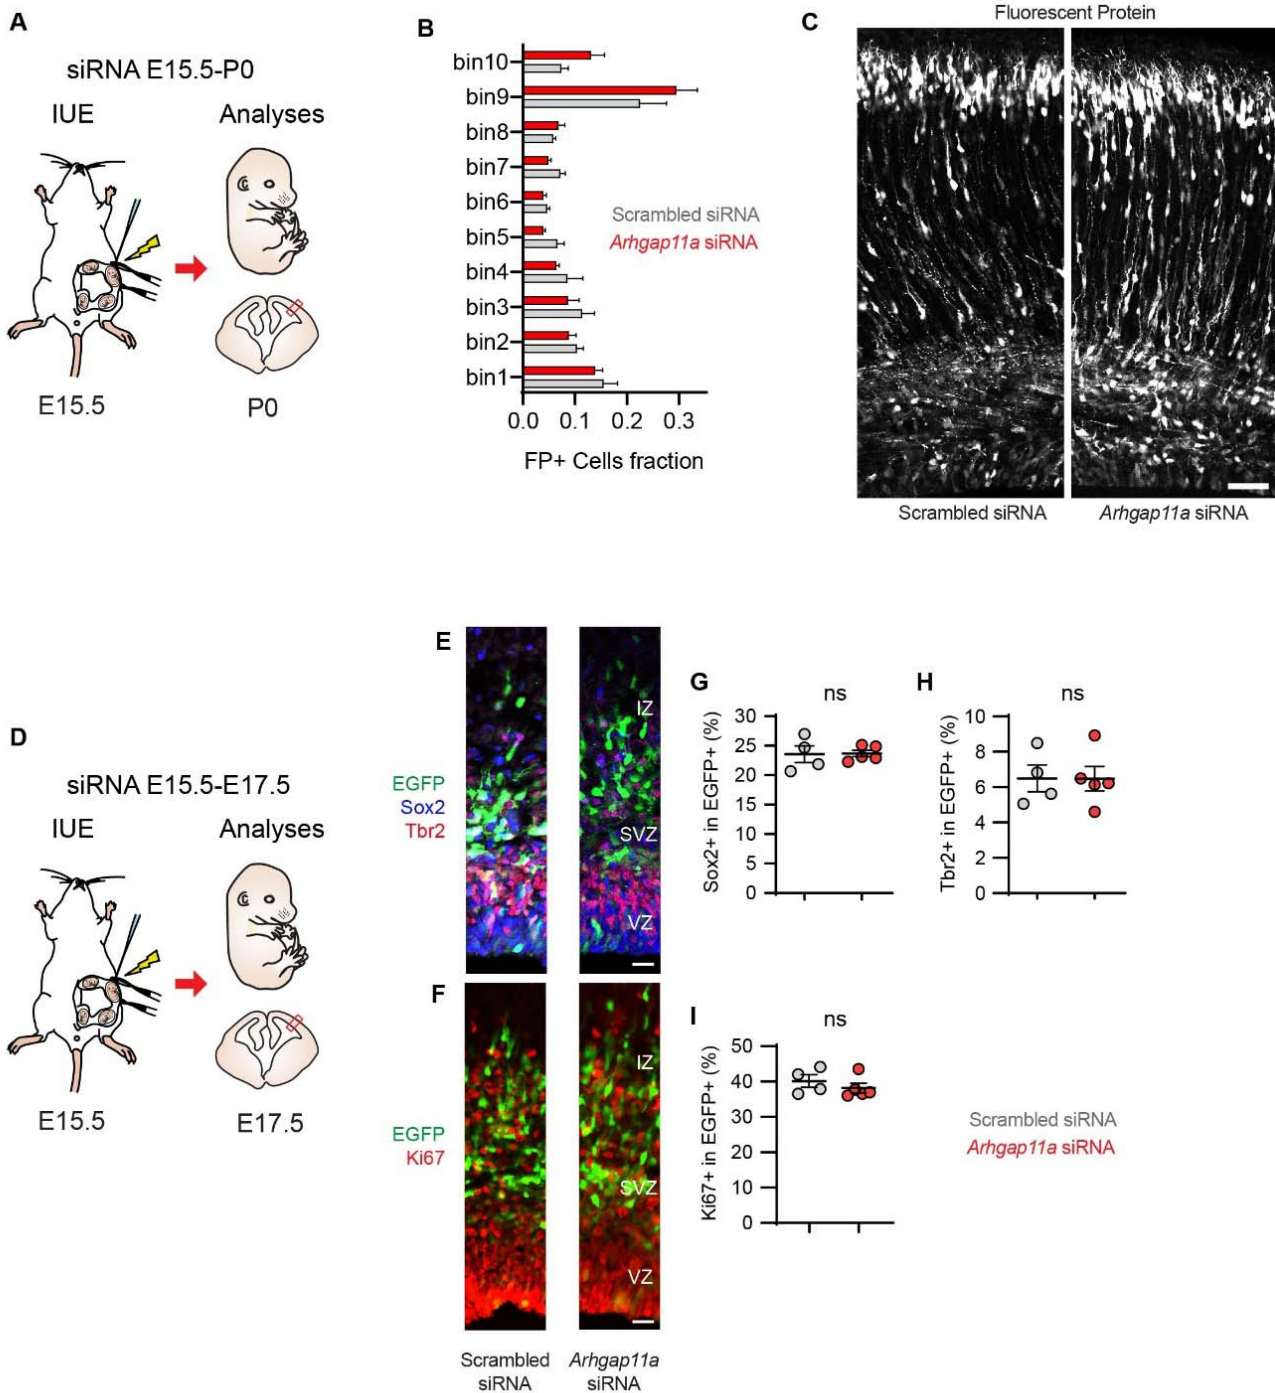 A
siRNA E15.5-P0
IUE
Analyses
E15.5
P0
B
bin10
bin9
bin8
bin7
bin6
bin5
bin4
bin3
bin2
bin1
0.0 0.1 0.2 0.3
FP+ Cells fraction
Scrambled siRNA
Arhgap11a siRNA
C
Fluorescent Protein
Scrambled siRNA
Arhgap11a siRNA
D
siRNA E15.5-E17.5
IUE
Analyses
E15.5
E17.5
E
EGFP
Sox2
Tbr2
IZ
SVZ
VZ
F
EGFP
Ki67
IZ
SVZ
VZ
Scrambled
siRNA
Arhgap11a
siRNA
G
ns
Sox2+ in EGFP+ (%)
30
25
20
15
10
5
0
H
ns
Tbr2+ in EGFP+ (%)
10
8
6
4
2
0
I
ns
Ki67+ in EGFP+ (%)
50
40
30
20
10
0
Scrambled siRNA
Arhgap11a siRNA